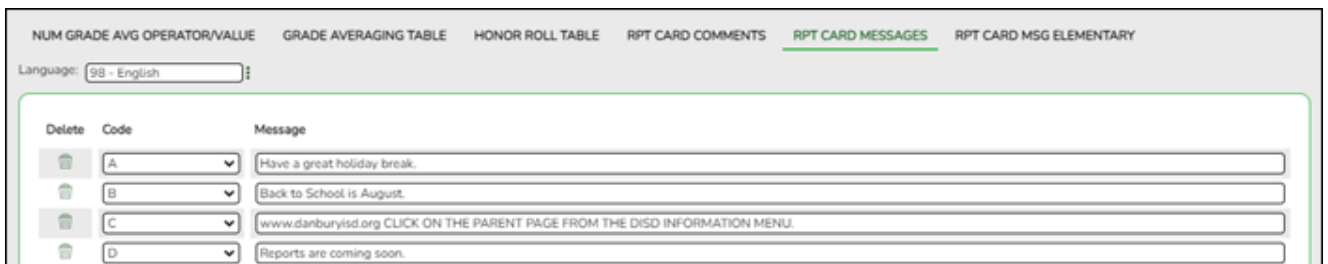 NUM GRADE AVG OPERATOR/VALUE GRADE AVERAGING TABLE HONOR ROLL TABLE RPT CARD COMMENTS RPT CARD MESSAGES RPT CARD MSG ELEMENTARY
Language: 98 - English
Delete Code Message
A Have a great holiday break.
B Back to School is August.
C www.danburyisd.org CLICK ON THE PARENT PAGE FROM THE DISD INFORMATION MENU.
D Reports are coming soon.